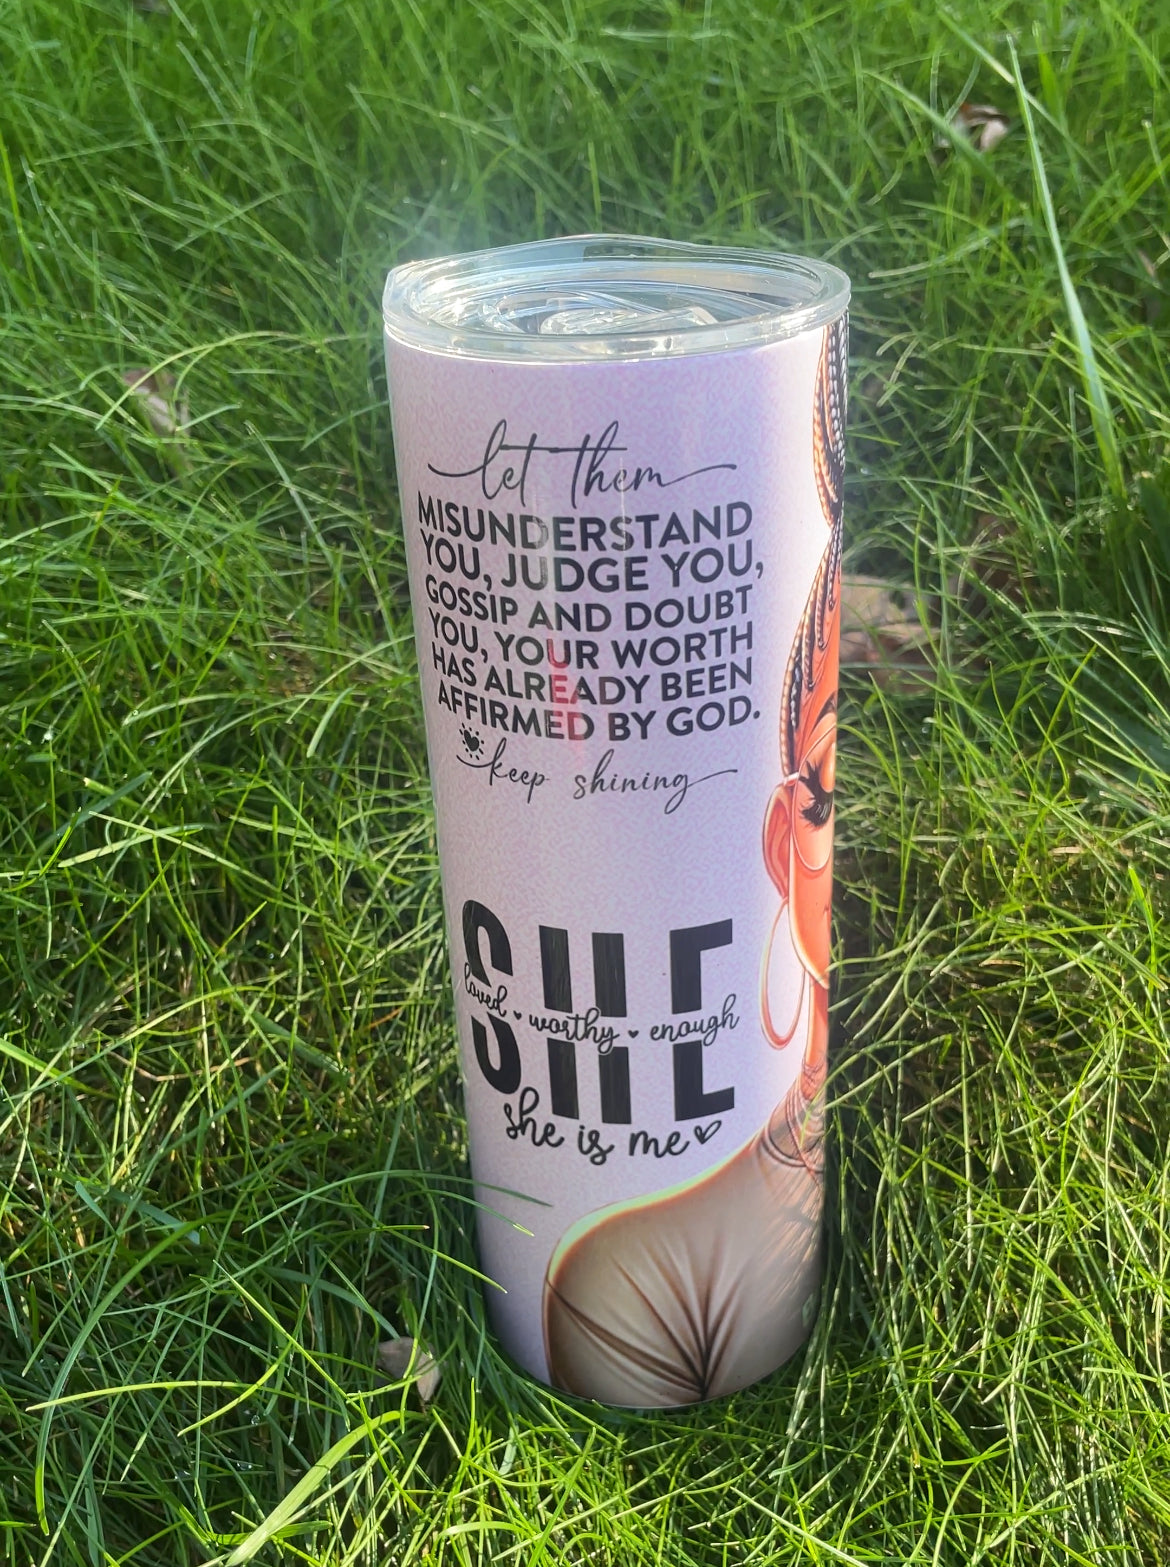 let them
MISUNDERSTAND
YOU, JUDGE YOU,
GOSSIP AND DOUBT
YOU, YOUR WORTH
HAS ALREADY BEEN
AFFIRMED BY GOD.
keep shining
SHE
loved worthy enough
she is me